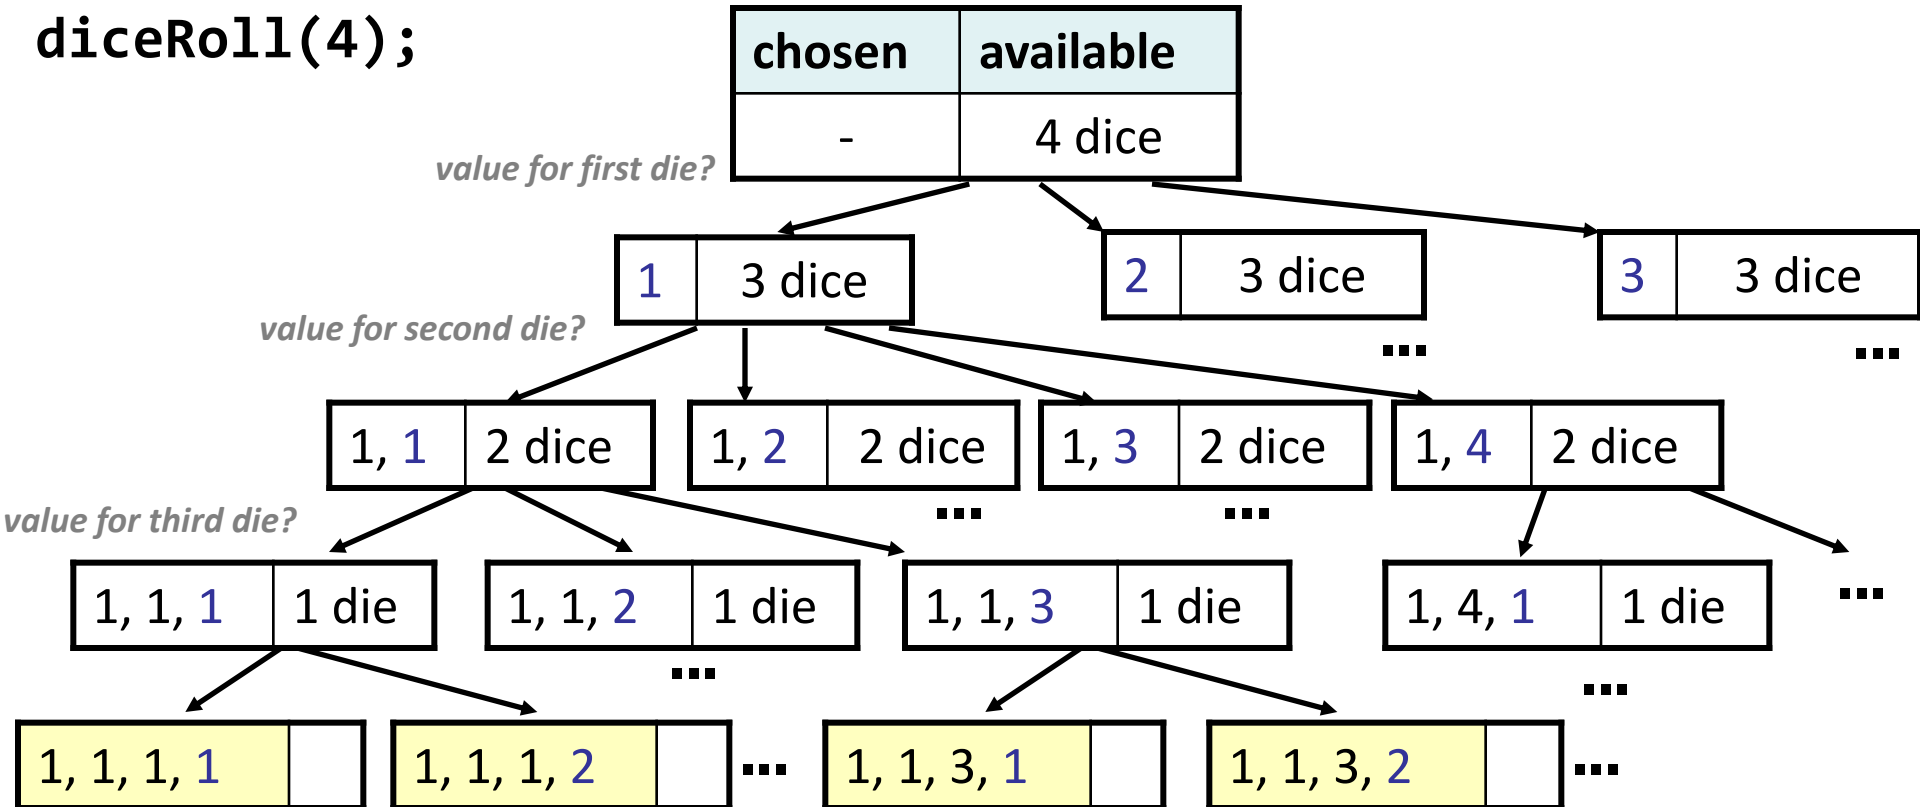 diceRoll(4);
chosen available
- 4 dice
value for first die?
1 3 dice
2 3 dice
3 3 dice
value for second die?
... ...
1, 1 2 dice
1, 2 2 dice
1, 3 2 dice
1, 4 2 dice
value for third die?
... ...
1, 1, 1 1 die
1, 1, 2 1 die
1, 1, 3 1 die
1, 4, 1 1 die
...
... ...
1, 1, 1, 1
1, 1, 1, 2
...
1, 1, 3, 1
1, 1, 3, 2
...